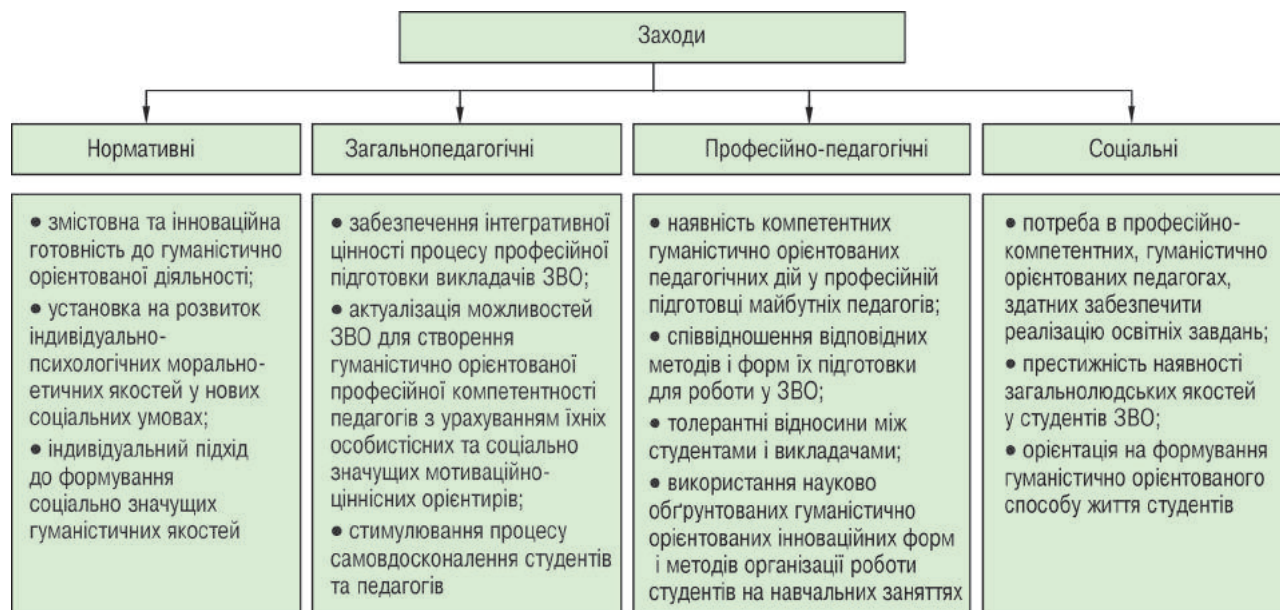 Заходи
Нормативні
Загальнопедагогічні
Професійно-педагогічні
Соціальні
● змістовна та інноваційна
готовність до гуманістично
орієнтованої діяльності;
● установка на розвиток
індивідуально-
психологічних морально-
етичних якостей у нових
соціальних умовах;
● індивідуальний підхід
до формування
соціально значущих
гуманістичних якостей
● забезпечення інтегративної
цінності процесу професійної
підготовки викладачів ЗВО;
● актуалізація можливостей
ЗВО для створення
гуманістично орієнтованої
професійної компетентності
педагогів з урахуванням їхніх
особистісних та соціально
значущих мотиваційно-
ціннісних орієнтирів;
● стимулювання процесу
самовдосконалення студентів
та педагогів
● наявність компетентних
гуманістично орієнтованих
педагогічних дій у професійній
підготовці майбутніх педагогів;
● співвідношення відповідних
методів і форм їх підготовки
для роботи у ЗВО;
● толерантні відносини між
студентами і викладачами;
● використання науково
обґрунтованих гуманістично
орієнтованих інноваційних форм
і методів організації роботи
студентів на навчальних заняттях
● потреба в професійно-
компетентних, гуманістично
орієнтованих педагогах,
здатних забезпечити
реалізацію освітніх завдань;
● престижність наявності
загальнолюдських якостей
у студентів ЗВО;
● орієнтація на формування
гуманістично орієнтованого
способу життя студентів